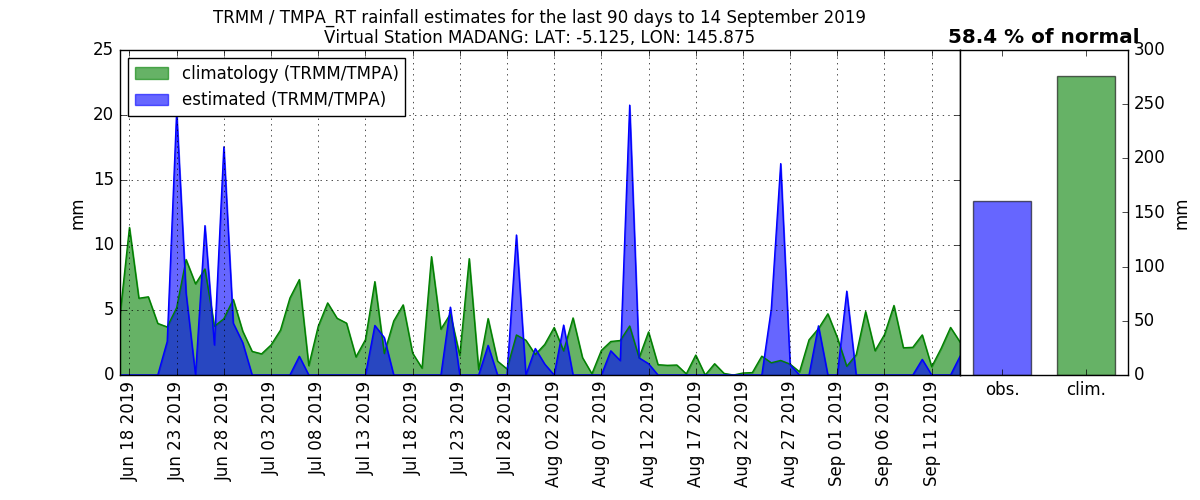 TRMM / TMPA_RT rainfall estimates for the last 90 days to 14 September 2019
Virtual Station MADANG: LAT: -5.125, LON: 145.875
58.4 % of normal
climatology (TRMM/TMPA)
estimated (TRMM/TMPA)
mm
25
20
15
10
5
0
Jun 18 2019
Jun 23 2019
Jun 28 2019
Jul 03 2019
Jul 08 2019
Jul 13 2019
Jul 18 2019
Jul 23 2019
Jul 28 2019
Aug 02 2019
Aug 07 2019
Aug 12 2019
Aug 17 2019
Aug 22 2019
Aug 27 2019
Sep 01 2019
Sep 06 2019
Sep 11 2019
obs.
clim.
300
250
200
150
100
50
0
mm